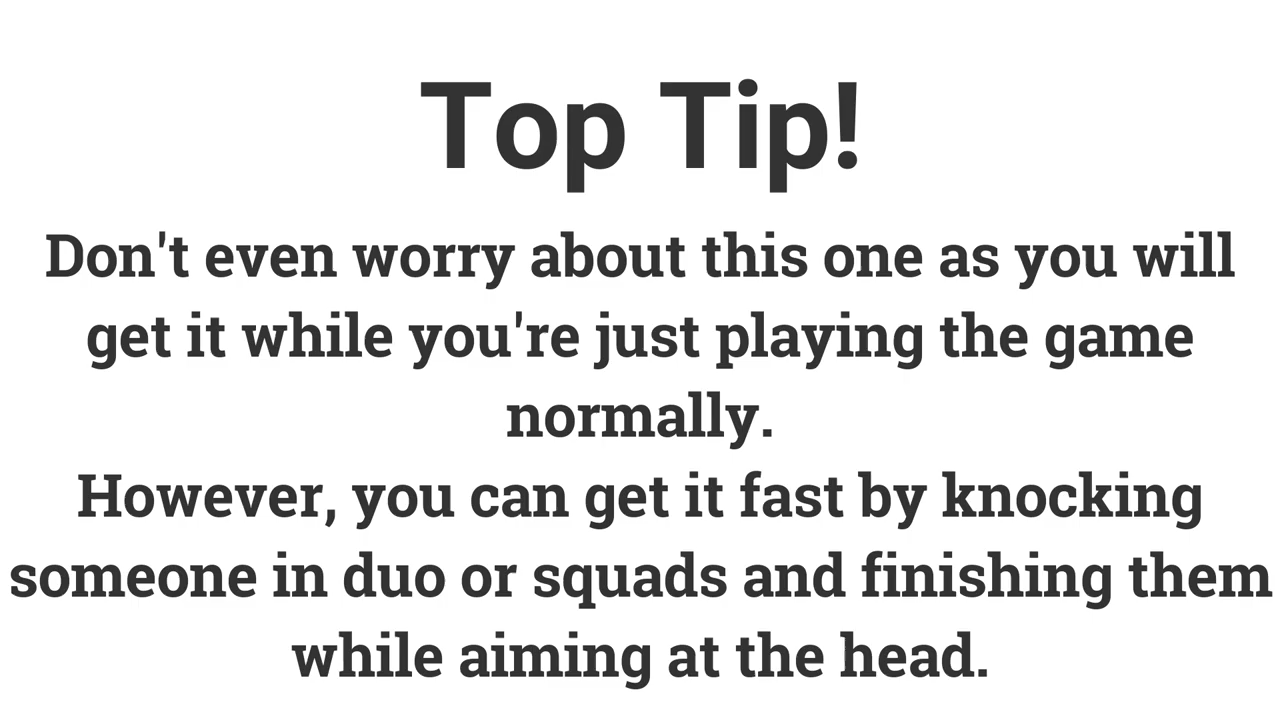 Top Tip!
Don't even worry about this one as you will
get it while you're just playing the game
normally.
However, you can get it fast by knocking
someone in duo or squads and finishing them
while aiming at the head.